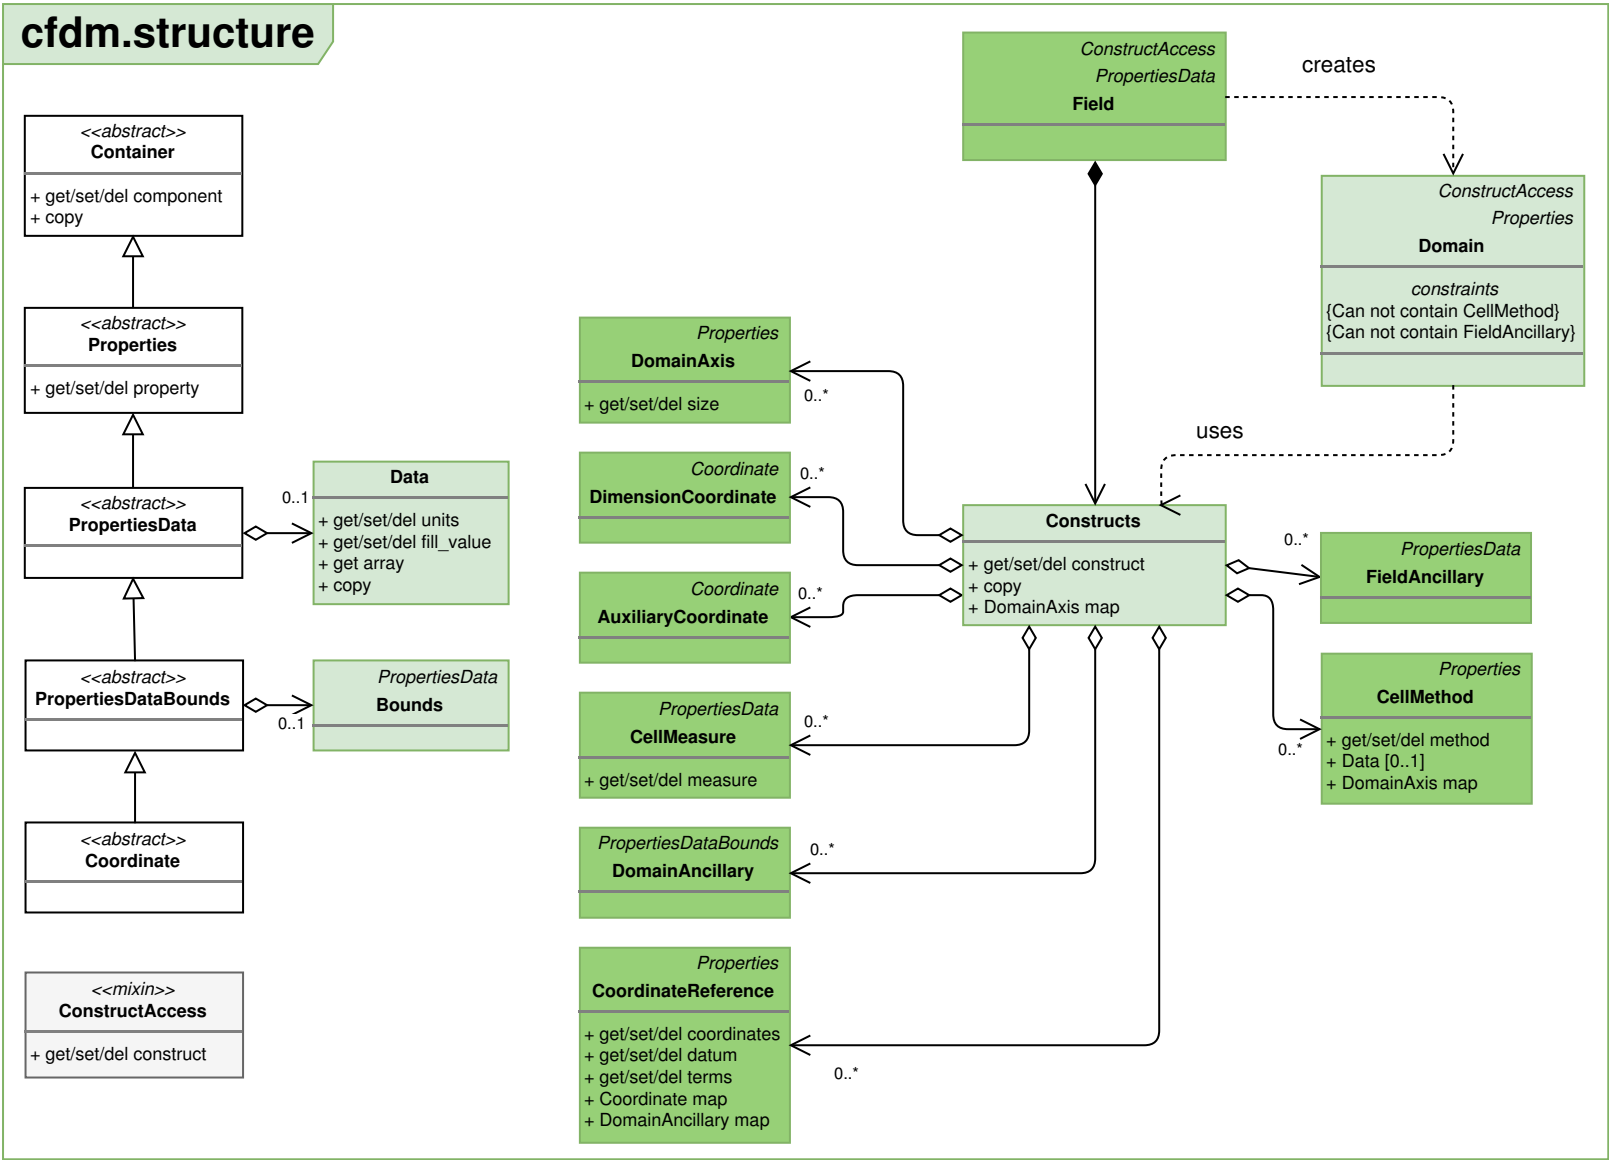 cfdm.structure
<<abstract>>
Container
+ get/set/del component
+ copy
<<abstract>>
Properties
+ get/set/del property
<<abstract>>
PropertiesData
0..1
Data
+ get/set/del units
+ get/set/del fill_value
+ get array
+ copy
<<abstract>>
PropertiesDataBounds
0..1
PropertiesData
Bounds
<<abstract>>
Coordinate
<<mixin>>
ConstructAccess
+ get/set/del construct
Properties
DomainAxis
+ get/set/del size
0..*
Coordinate
DimensionCoordinate
0..*
Coordinate
AuxiliaryCoordinate
0..*
PropertiesData
CellMeasure
+ get/set/del measure
0..*
PropertiesDataBounds
DomainAncillary
0..*
Properties
CoordinateReference
+ get/set/del coordinates
+ get/set/del datum
+ get/set/del terms
+ Coordinate map
+ DomainAncillary map
0..*
ConstructAccess
PropertiesData
Field
creates
ConstructAccess
Properties
Domain
constraints
{Can not contain CellMethod}
{Can not contain FieldAncillary}
uses
Constructs
+ get/set/del construct
+ copy
+ DomainAxis map
0..*
PropertiesData
FieldAncillary
0..*
Properties
CellMethod
+ get/set/del method
+ Data [0..1]
+ DomainAxis map